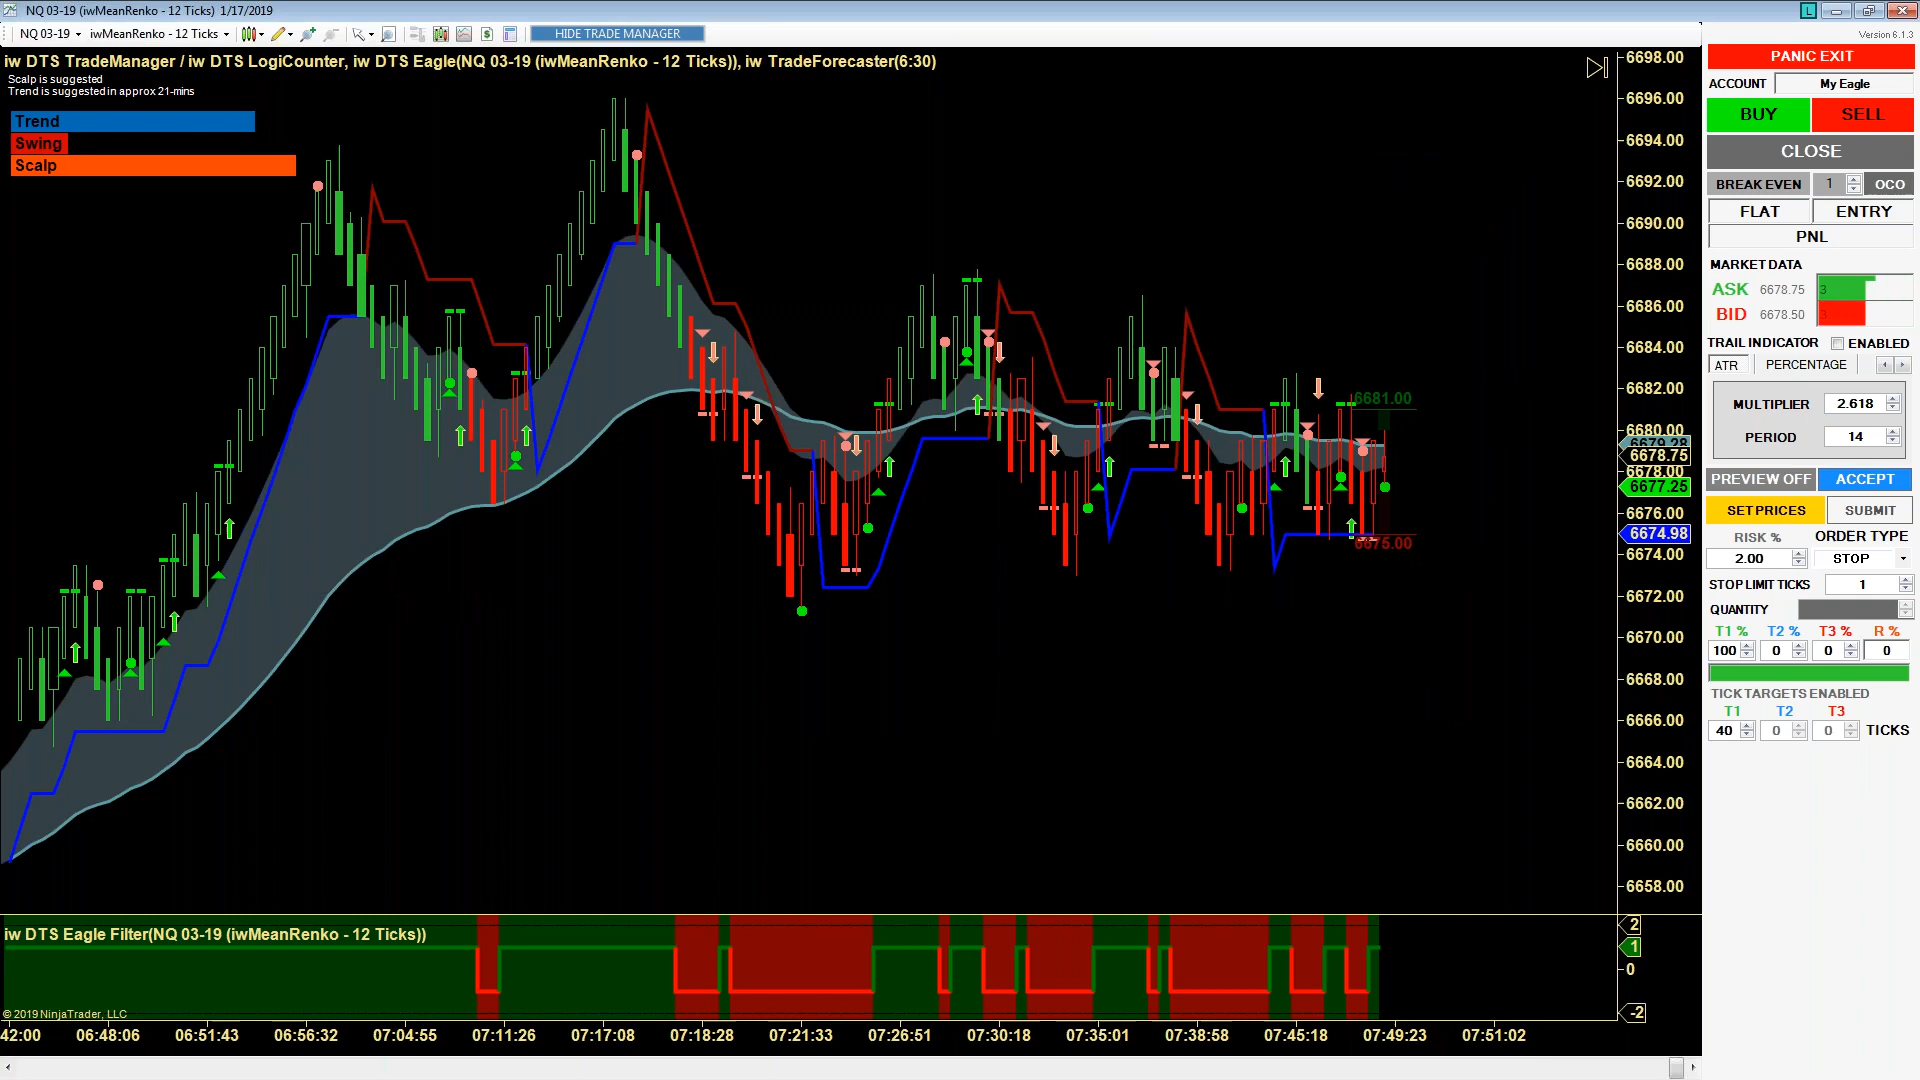 NQ 03-19 (iwMeanRenko - 12 Ticks) 1/17/2019
NQ 03-19 iwMeanRenko - 12 Ticks HIDE TRADE MANAGER
Version 6.1.3
iw DTS TradeManager / iw DTS LogiCounter, iw DTS Eagle(NQ 03-19 (iwMeanRenko - 12 Ticks)), iw TradeForecaster(6:30)
Scalp is suggested
Trend is suggested in approx 21-mins
Trend
Swing
Scalp
6681.00
6675.00
6698.00
6696.00
6694.00
6692.00
6690.00
6688.00
6686.00
6684.00
6682.00
6680.00
6679.28
6678.75
6678.00
6677.25
6676.00
6674.98
6674.00
6672.00
6670.00
6668.00
6666.00
6664.00
6662.00
6660.00
6658.00
iw DTS Eagle Filter(NQ 03-19 (iwMeanRenko - 12 Ticks))
2
1
0
-2
© 2019 NinjaTrader, LLC
42:00 06:48:06 06:51:43 06:56:32 07:04:55 07:11:26 07:17:08 07:18:28 07:21:33 07:26:51 07:30:18 07:35:01 07:38:58 07:45:18 07:49:23 07:51:02
L
PANIC EXIT
ACCOUNT My Eagle
BUY SELL
CLOSE
BREAK EVEN 1 OCO
FLAT ENTRY
PNL
MARKET DATA
ASK 6678.75 3
BID 6678.50 3
TRAIL INDICATOR ENABLED
ATR PERCENTAGE
MULTIPLIER 2.618
PERIOD 14
PREVIEW OFF ACCEPT
SET PRICES SUBMIT
RISK % ORDER TYPE
2.00 STOP
STOP LIMIT TICKS 1
QUANTITY
T1 % T2 % T3 % R %
100 0 0 0
TICK TARGETS ENABLED
T1 T2 T3
40 0 0 TICKS